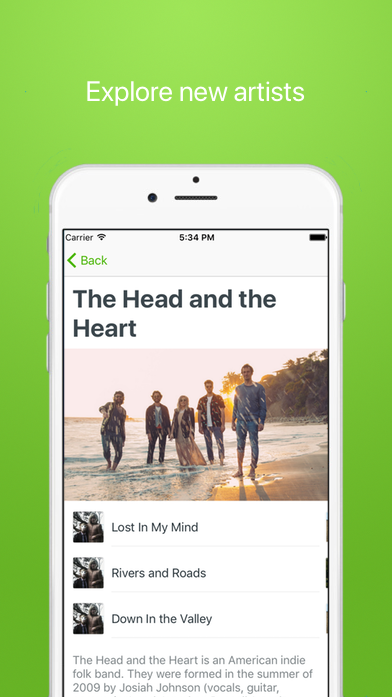 Explore new artists
Carrier
5:34 PM
Back
The Head and the
Heart
Lost In My Mind
Rivers and Roads
Down In the Valley
The Head and the Heart is an American indie
folk band. They were formed in the summer of
2009 by Josiah Johnson (vocals, guitar,